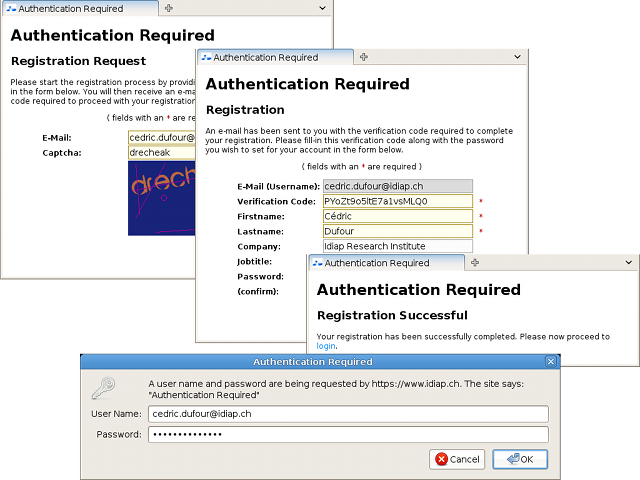 Authentication Required
Authentication Required
Registration Request
Please start the registration process by providi
in the form below. You will then receive an e-ma
code required to proceed with your registration
( fields with an * are re
E-Mail: cedric.dufour@
Captcha: drecheak
drech
Authentication Required
Authentication Required
Registration
An e-mail has been sent to you with the verification code required to complete
your registration. Please fill-in this verification code along with the password
you wish to set for your account in the form below.
( fields with an * are required )
E-Mail (Username): cedric.dufour@idiap.ch
Verification Code: PYoZt9o5ltE7a1vsMLQ0 *
Firstname: Cédric *
Lastname: Dufour *
Company: Idiap Research Institute
Jobtitle:
Password:
(confirm):
Authentication Required
Authentication Required
Registration Successful
Your registration has been successfully completed. Please now proceed to
login.
Authentication Required
A user name and password are being requested by https://www.idiap.ch. The site says:
"Authentication Required"
User Name: cedric.dufour@idiap.ch
Password: ••••••••••••••
Cancel OK